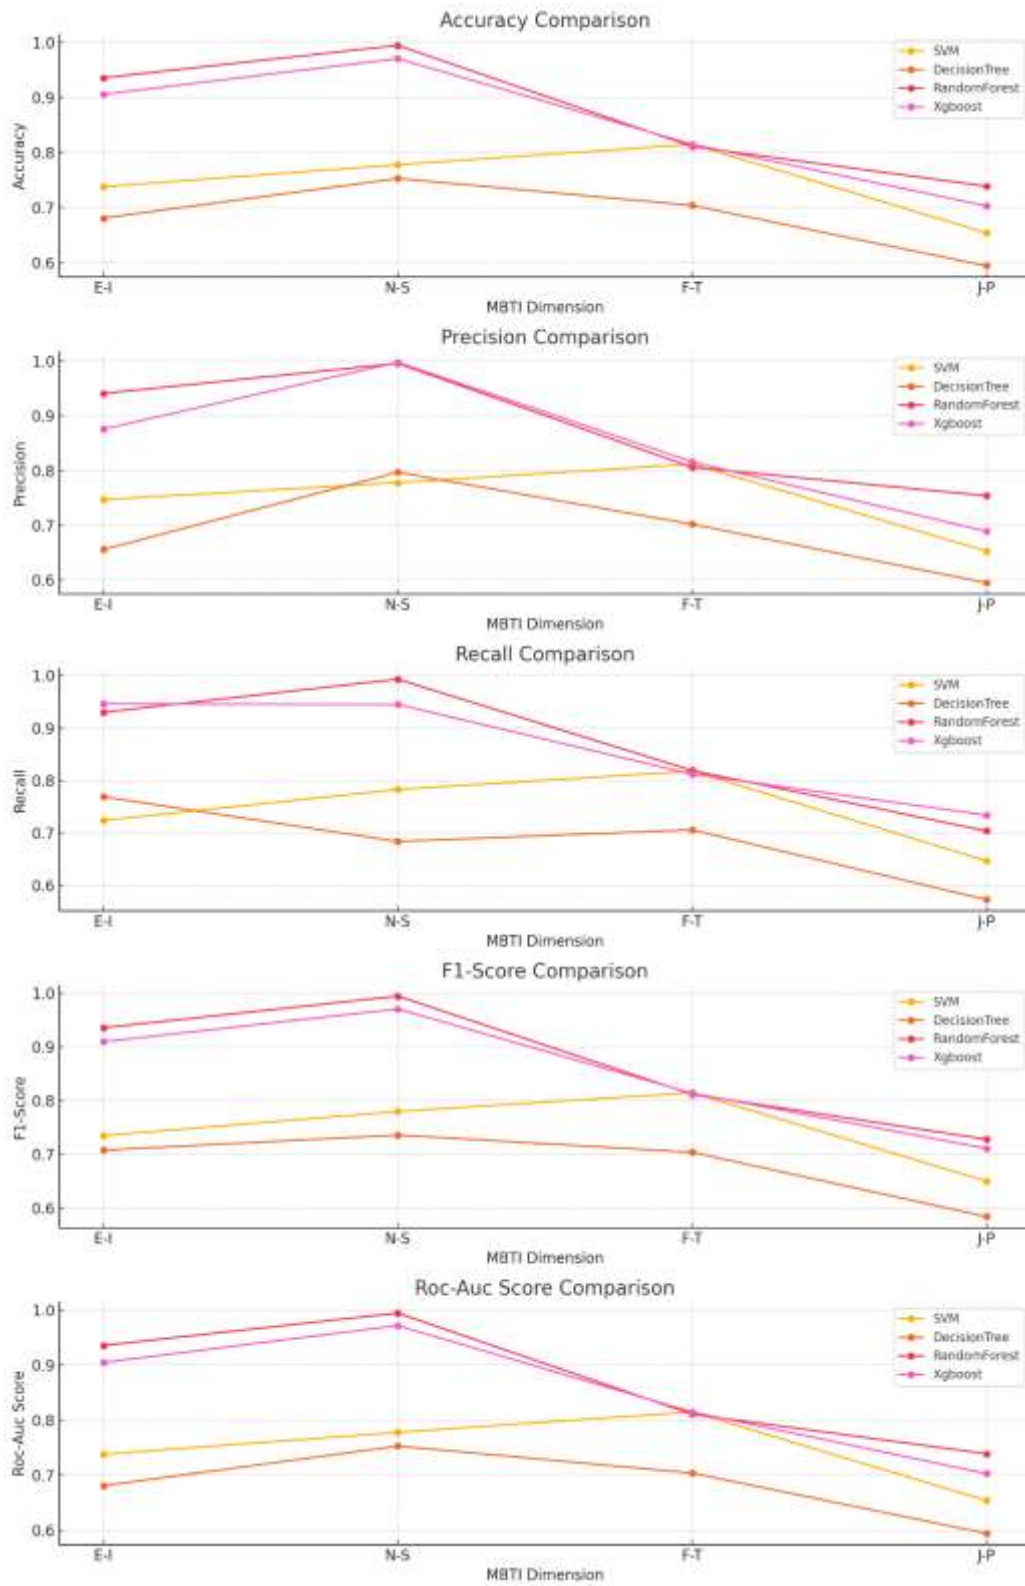 Accuracy Comparison
1.0
0.9
0.8
0.7
0.6
Accuracy
SVM
DecisionTree
RandomForest
Xgboost
E-I
N-S
F-T
J-P
MBTI Dimension
Precision Comparison
1.0
0.9
0.8
0.7
0.6
Precision
SVM
DecisionTree
RandomForest
Xgboost
E-I
N-S
F-T
J-P
MBTI Dimension
Recall Comparison
1.0
0.9
0.8
0.7
0.6
Recall
SVM
DecisionTree
RandomForest
Xgboost
E-I
N-S
F-T
J-P
MBTI Dimension
F1-Score Comparison
1.0
0.9
0.8
0.7
0.6
F1-Score
SVM
DecisionTree
RandomForest
Xgboost
E-I
N-S
F-T
J-P
MBTI Dimension
Roc-Auc Score Comparison
1.0
0.9
0.8
0.7
0.6
Roc-Auc Score
SVM
DecisionTree
RandomForest
Xgboost
E-I
N-S
F-T
J-P
MBTI Dimension